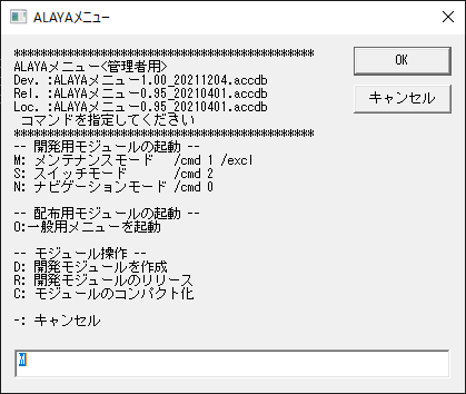 ALAYAﾒﾆｭｰ
*********************************************
ALAYAメニュー<管理者用>
Dev. :ALAYAメニュー1.00_20211204.accdb
Rel. :ALAYAメニュー0.95_20210401.accdb
Loc. :ALAYAメニュー0.95_20210401.accdb
コマンドを指定してください
*********************************************
-- 開発用モジュールの起動 --
M: メンテナンスモード /cmd 1 /excl
S: スイッチモード /cmd 2
N: ナビゲーションモード /cmd 0
-- 配布用モジュールの起動 --
O:一般用メニューを起動
-- モジュール操作 --
D: 開発モジュールを作成
R: 開発モジュールのリリース
C: モジュールのコンパクト化
-: キャンセル
OK
キャンセル
M